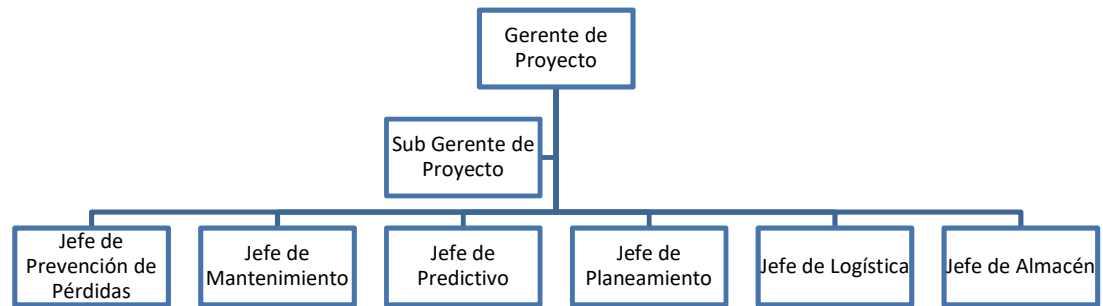 Gerente de
Proyecto
Sub Gerente de
Proyecto
Jefe de
Prevención de
Pérdidas
Jefe de
Mantenimiento
Jefe de
Predictivo
Jefe de
Planeamiento
Jefe de Logística
Jefe de Almacén